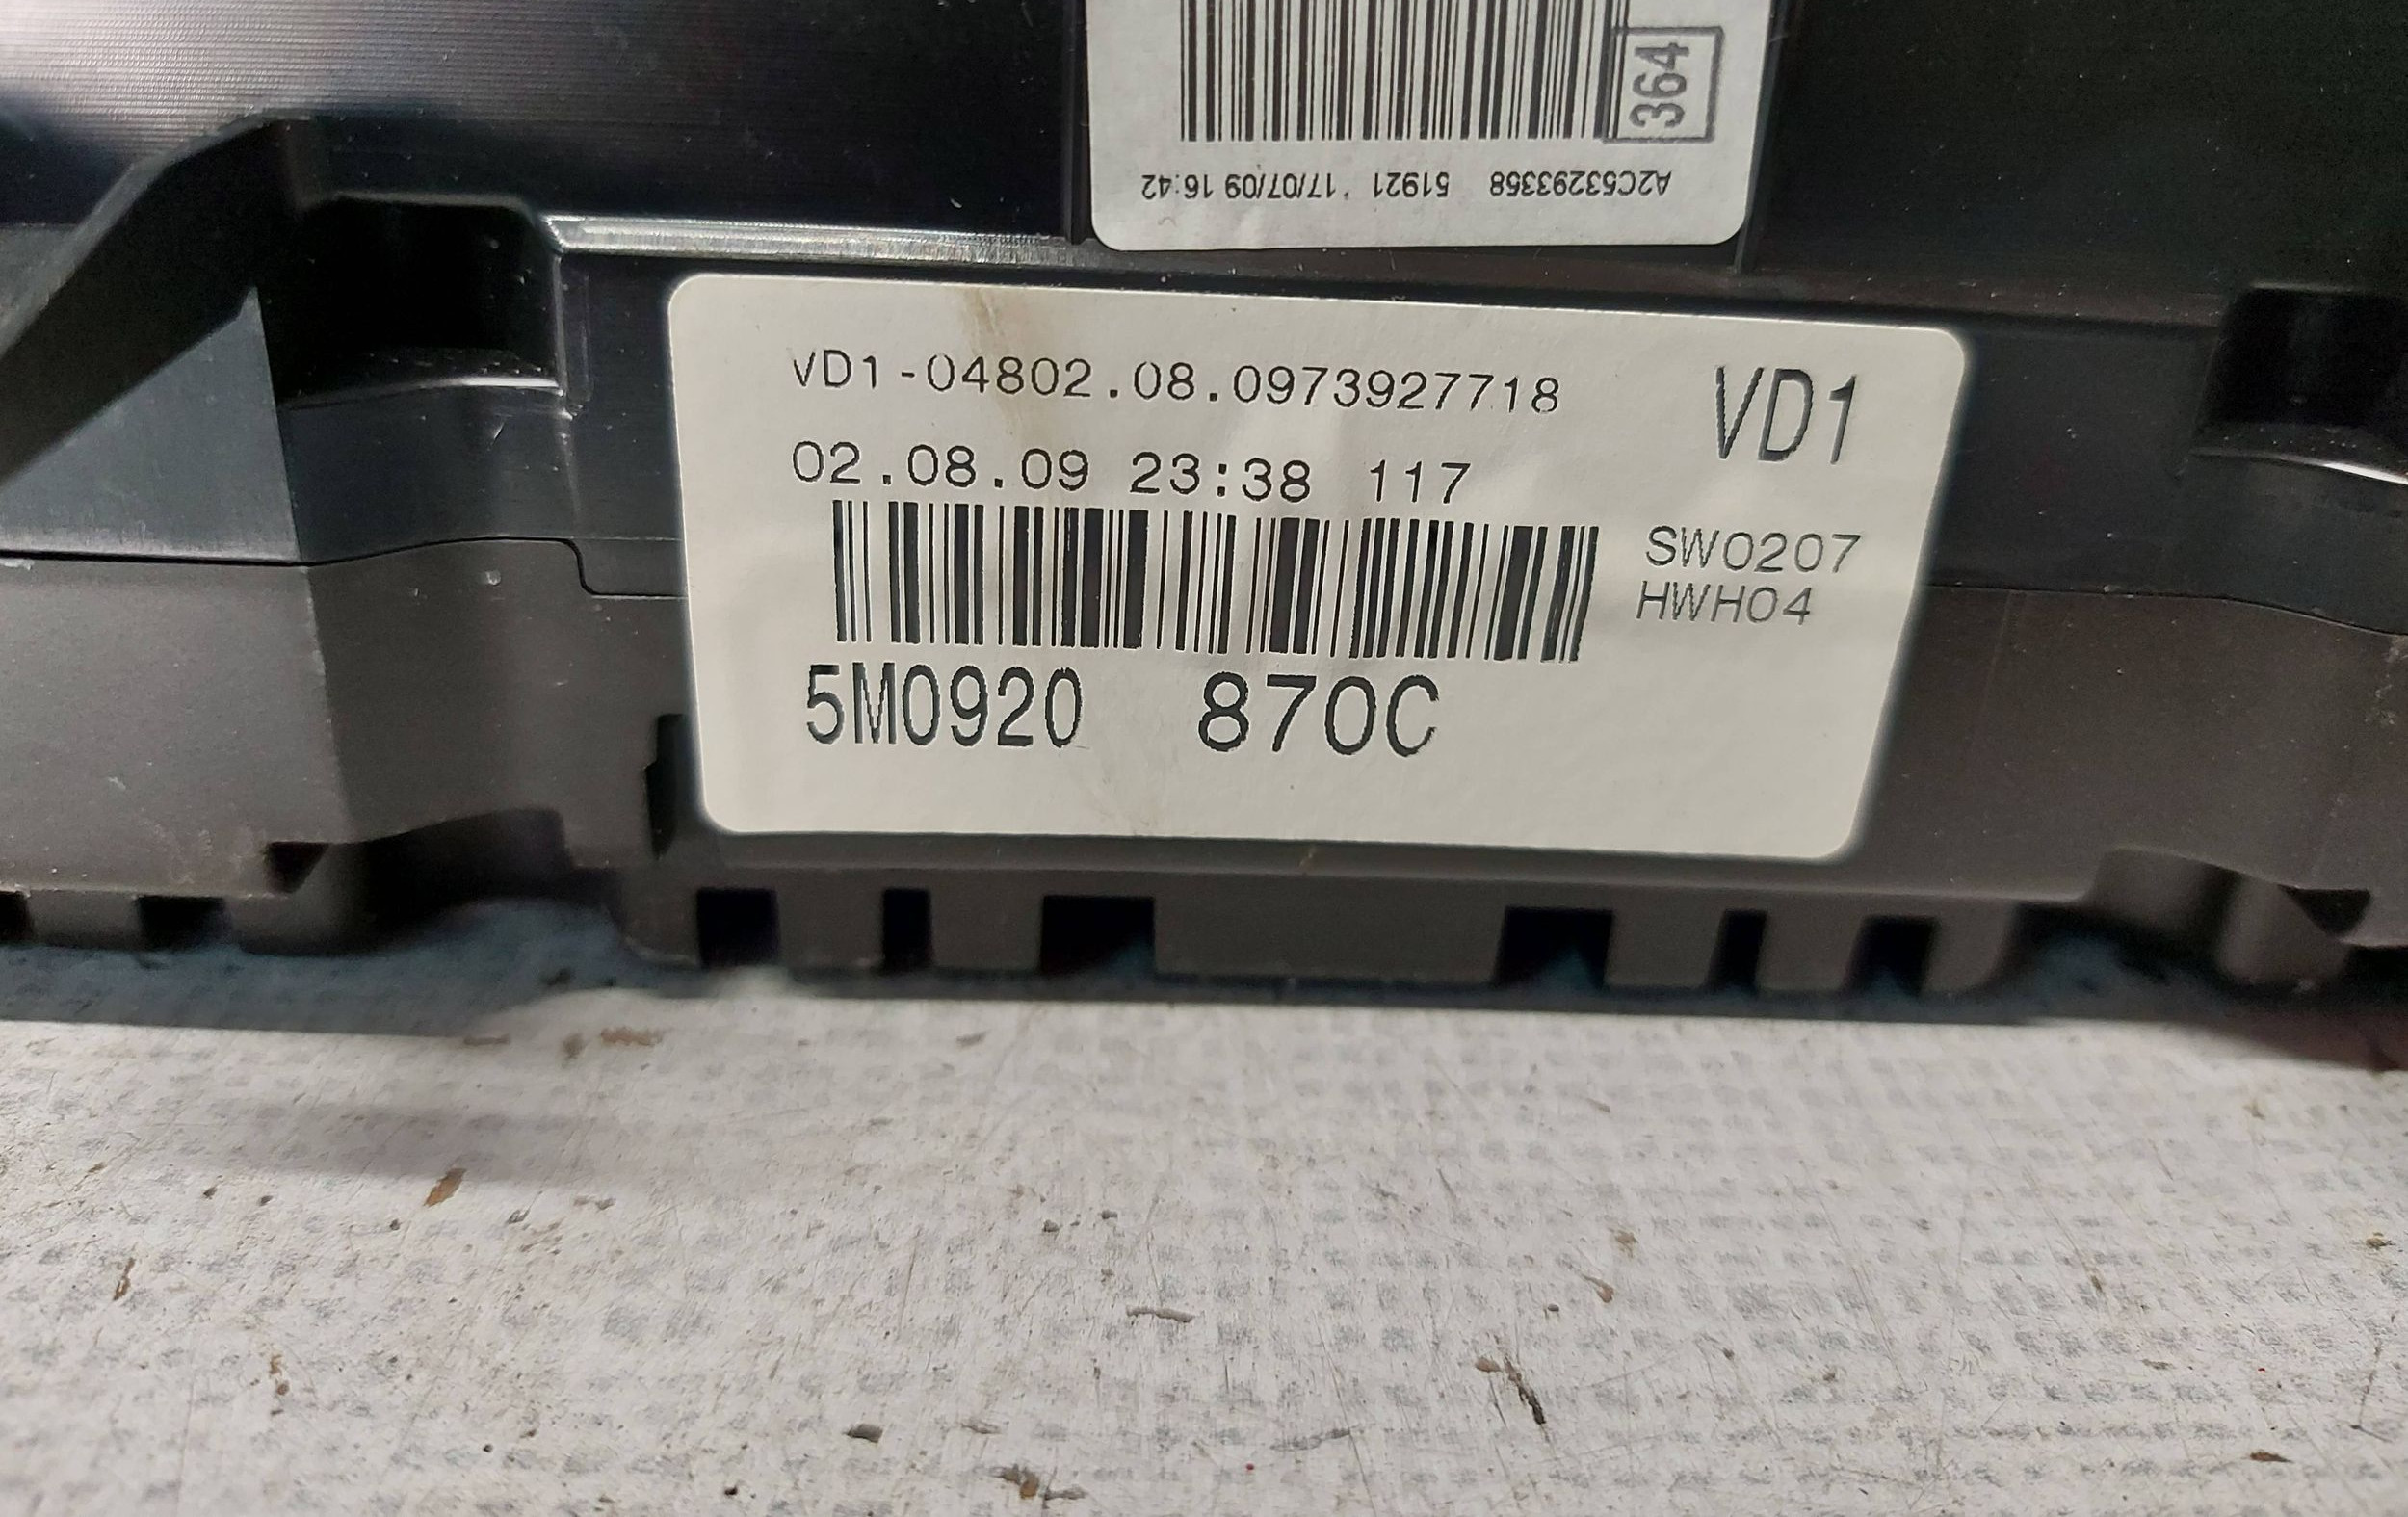 364
A2C53293358 51921 17/07/09 16:42
VD1-04802.08.0973927718
VD1
02.08.09 23:38 117
SW0207
HWH04
5M0920 870C